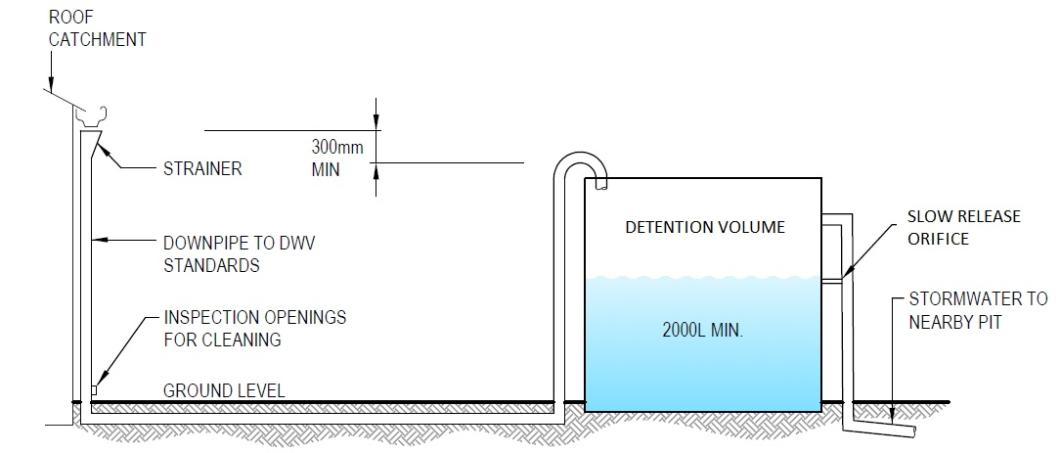 ROOF
CATCHMENT
300mm
MIN
STRAINER
DETENTION VOLUME
SLOW RELEASE
ORIFICE
DOWNPIPE TO DWV
STANDARDS
STORMWATER TO
NEARBY PIT
INSPECTION OPENINGS
FOR CLEANING
2000L MIN.
GROUND LEVEL